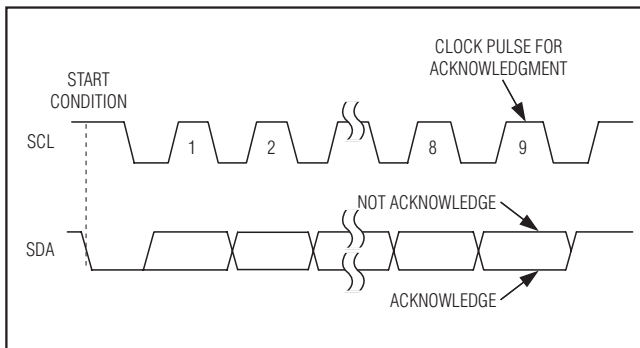 CLOCK PULSE FOR
ACKNOWLEDGMENT
START
CONDITION
SCL
1 2 8 9
NOT ACKNOWLEDGE
SDA
ACKNOWLEDGE